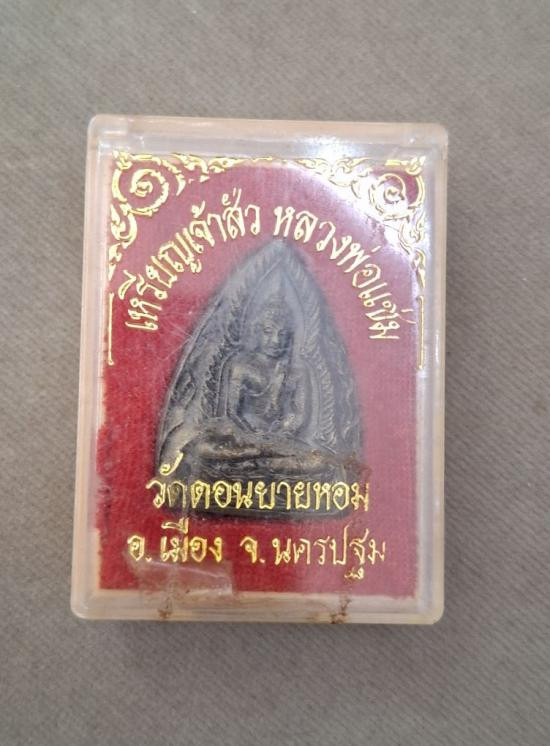 เหรียญเจ้าสัว หลวงพ่อแช่ม
วัดดอนยายหอม
อ.เมือง จ.นครปฐม